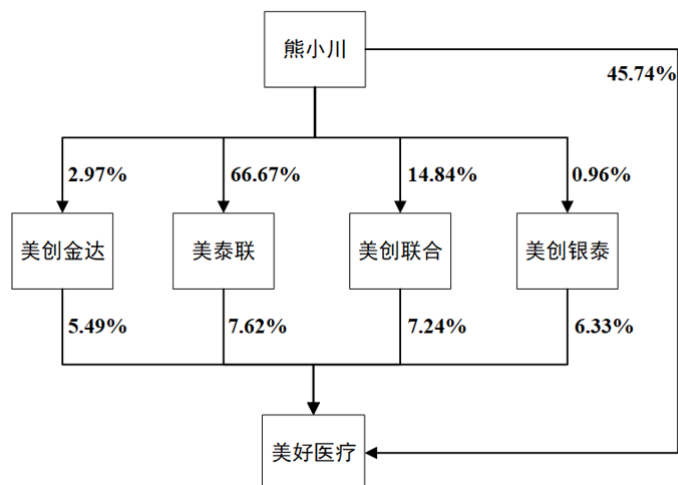 熊小川
45.74%
2.97%
66.67%
14.84%
0.96%
美创金达
美泰联
美创联合
美创银泰
5.49%
7.62%
7.24%
6.33%
美好医疗